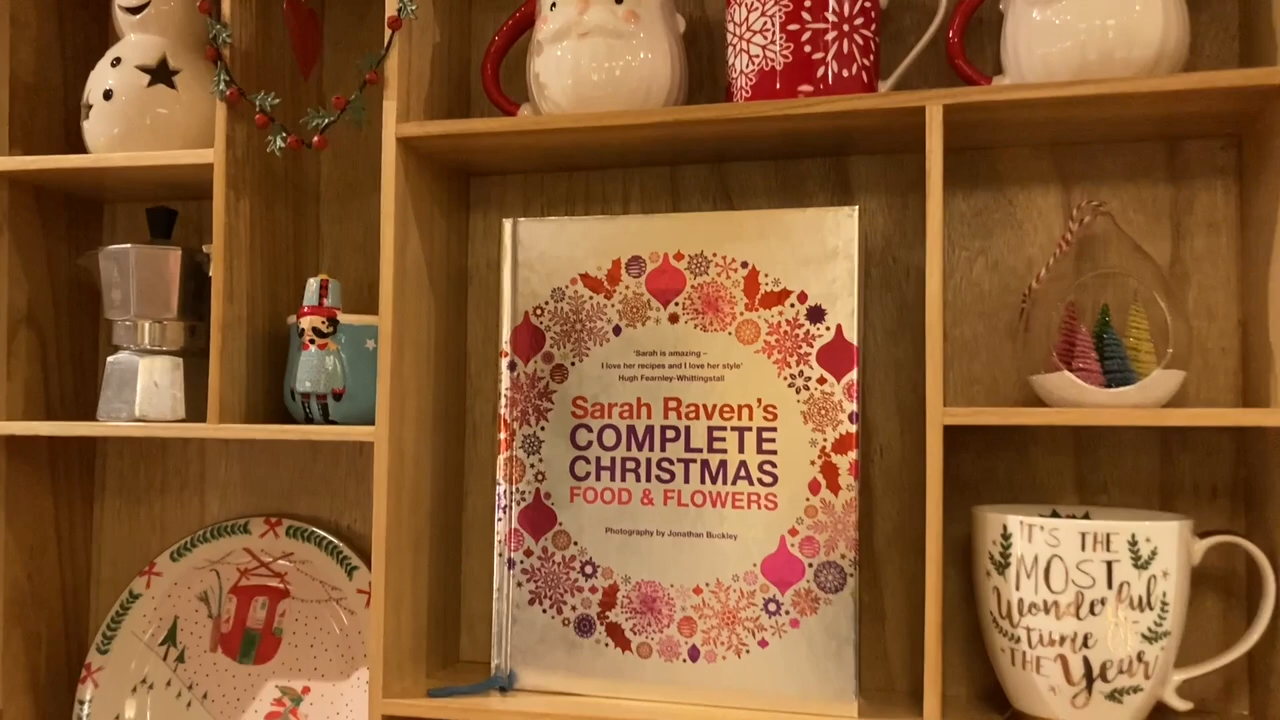 'Sarah is amazing –
I love her recipes and I love her style'
Hugh Fearnley-Whittingstall
Sarah Raven's
COMPLETE
CHRISTMAS
FOOD & FLOWERS
Photography by Jonathan Buckley
IT'S THE
MOST
Wonderful
time of
THE Year